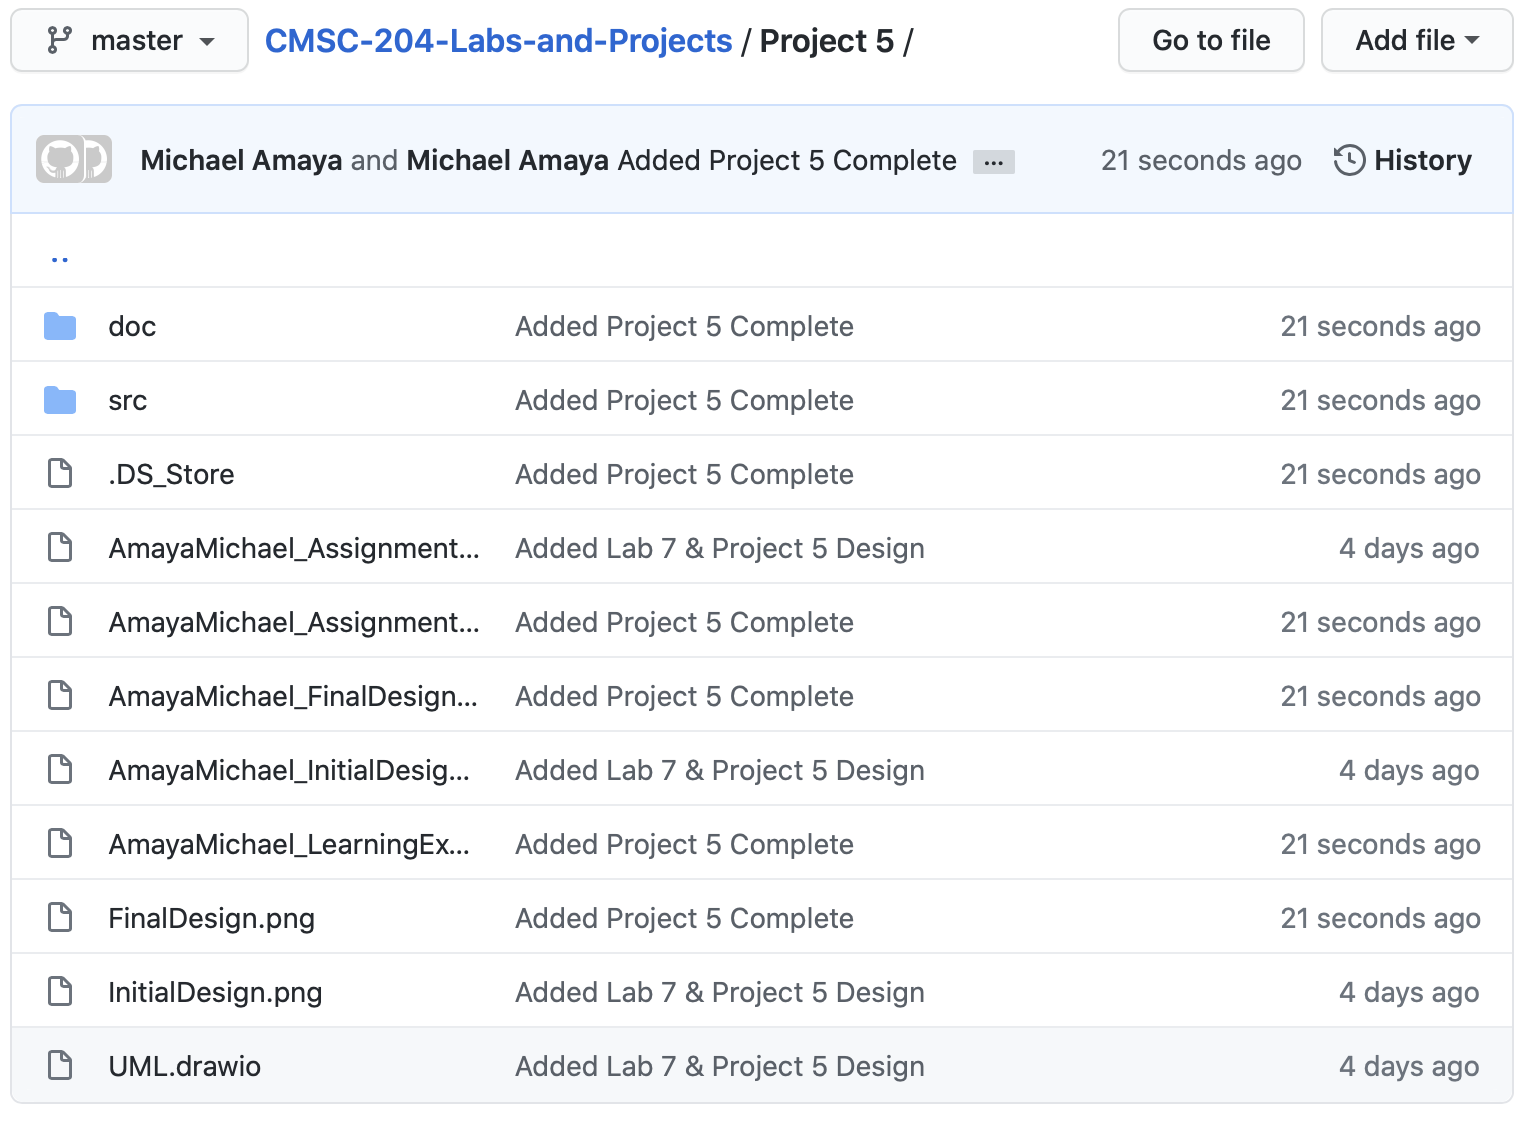 master CMSC-204-Labs-and-Projects / Project 5 / Go to file Add file
Michael Amaya and Michael Amaya Added Project 5 Complete ... 21 seconds ago History
..
doc Added Project 5 Complete 21 seconds ago
src Added Project 5 Complete 21 seconds ago
.DS_Store Added Project 5 Complete 21 seconds ago
AmayaMichael_Assignment... Added Lab 7 & Project 5 Design 4 days ago
AmayaMichael_Assignment... Added Project 5 Complete 21 seconds ago
AmayaMichael_FinalDesign... Added Project 5 Complete 21 seconds ago
AmayaMichael_InitialDesig... Added Lab 7 & Project 5 Design 4 days ago
AmayaMichael_LearningEx... Added Project 5 Complete 21 seconds ago
FinalDesign.png Added Project 5 Complete 21 seconds ago
InitialDesign.png Added Lab 7 & Project 5 Design 4 days ago
UML.drawio Added Lab 7 & Project 5 Design 4 days ago